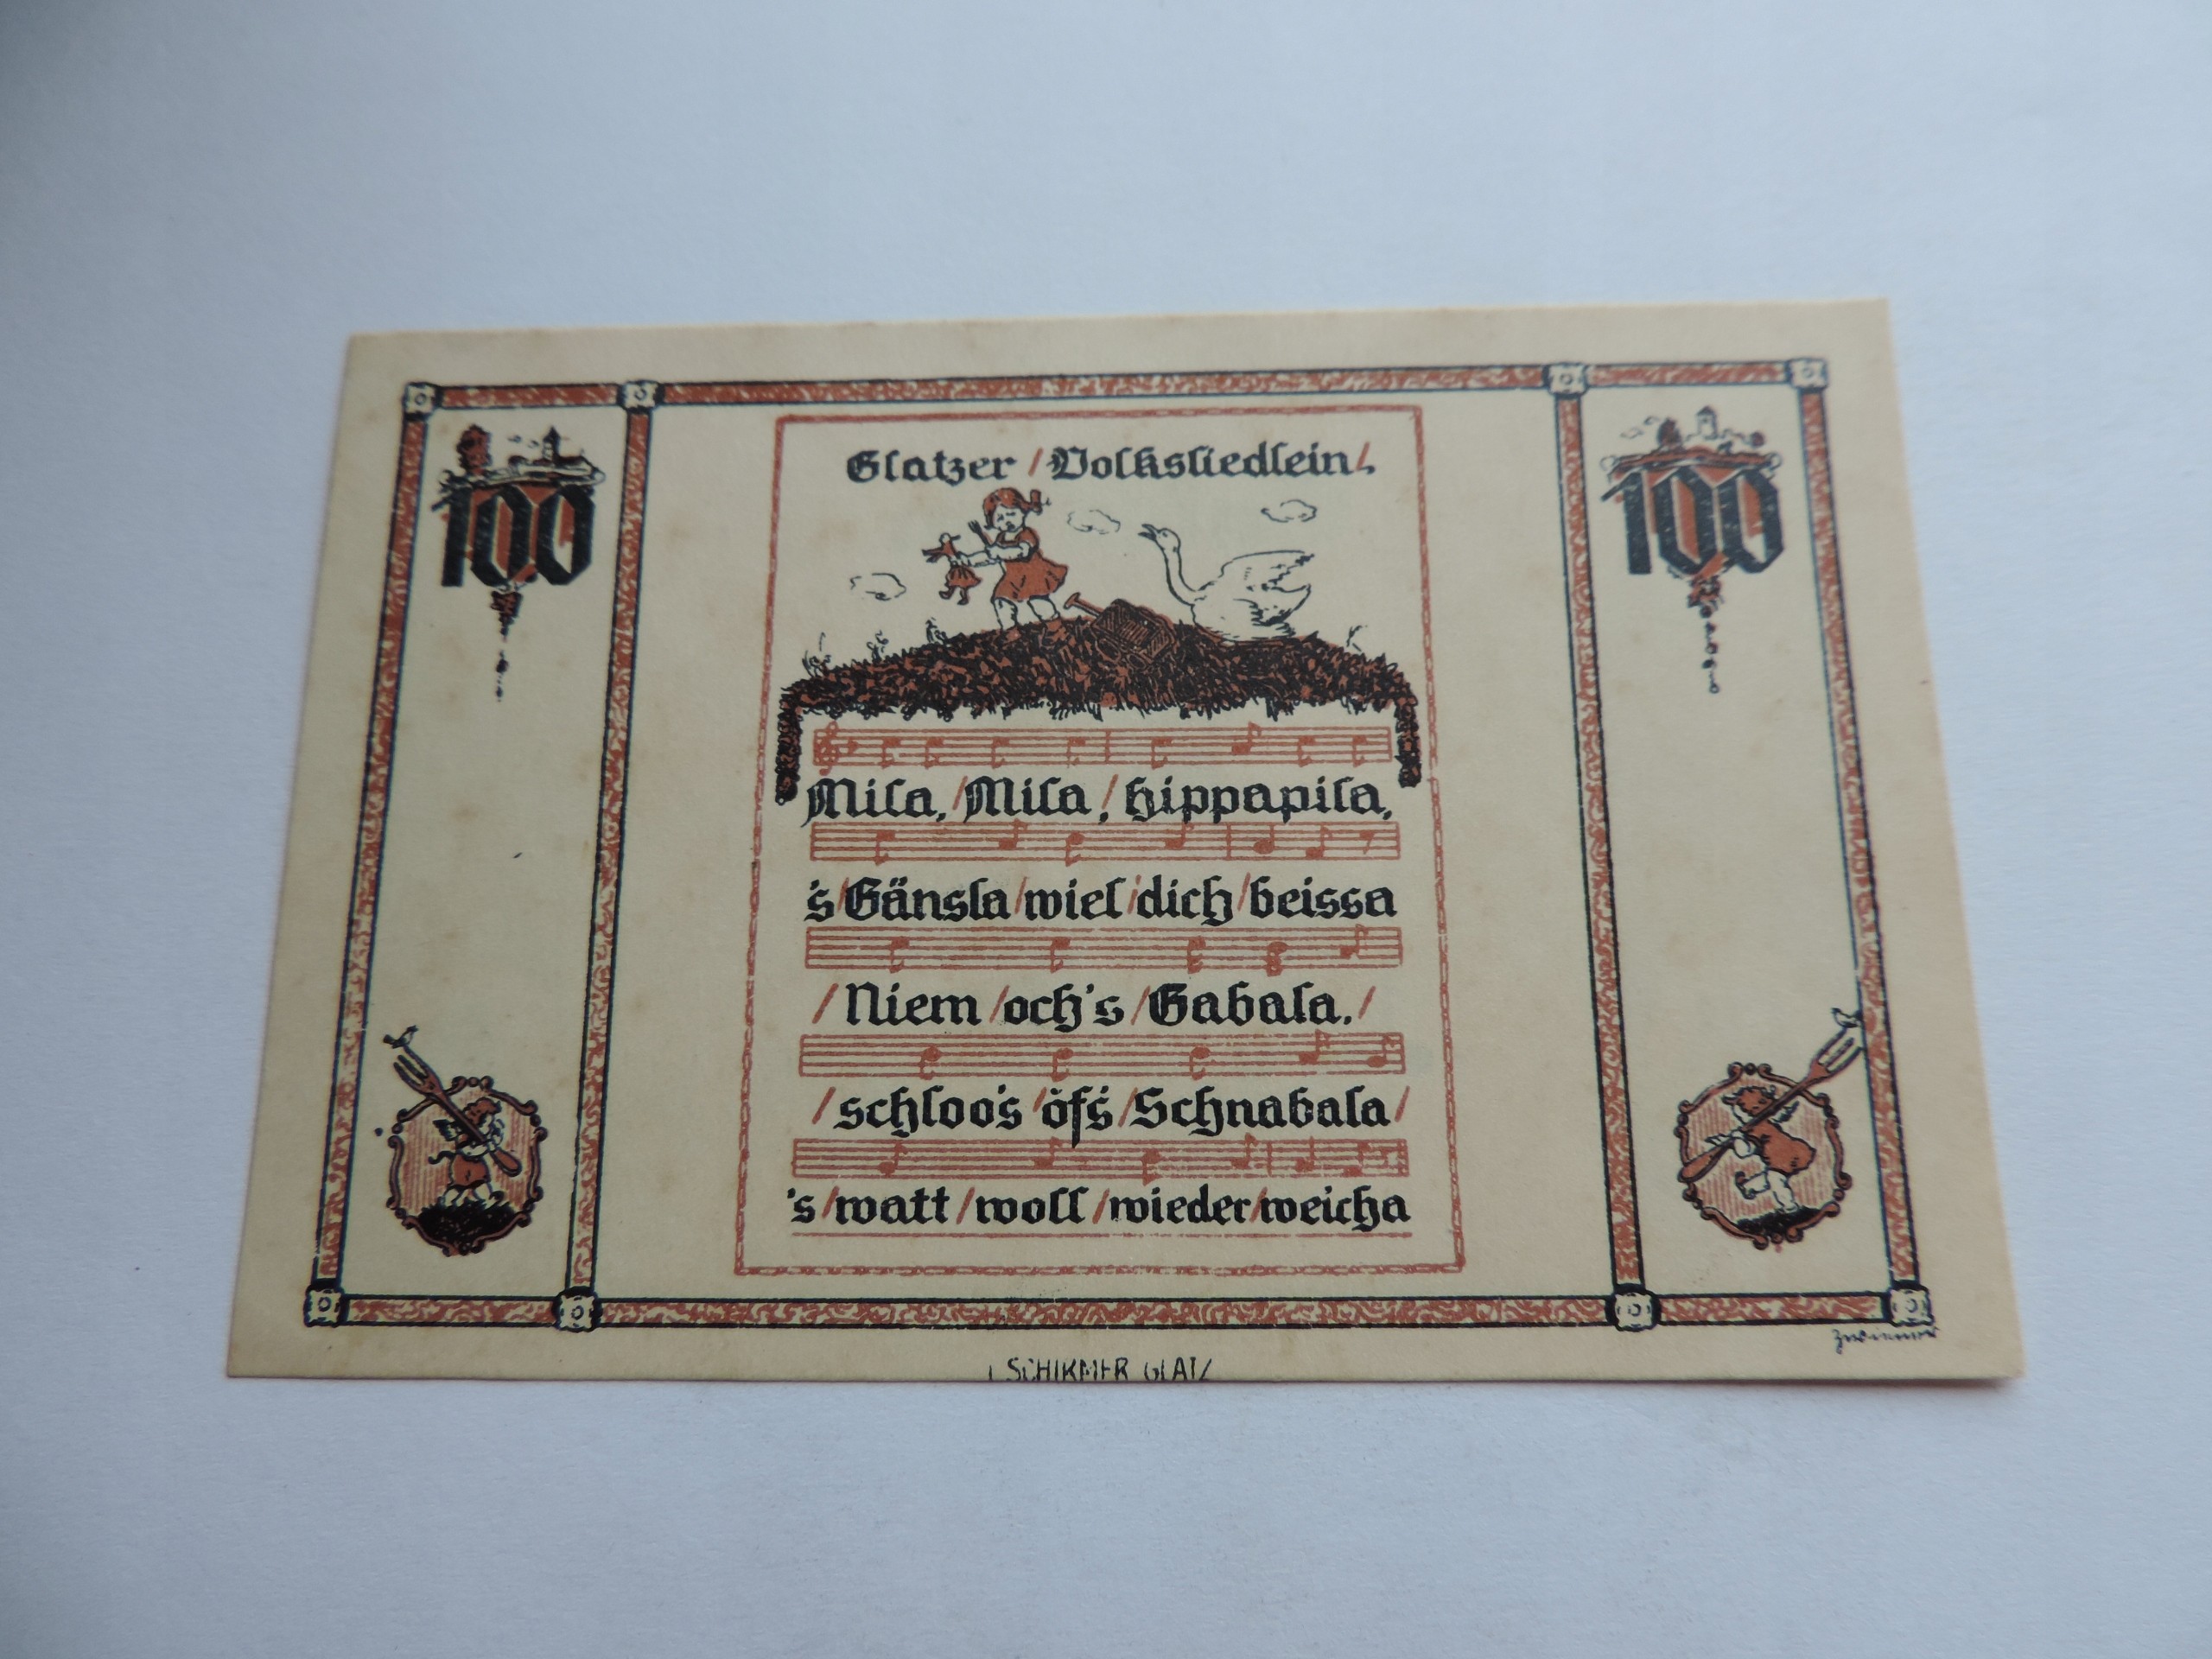 100
Glatzer / Volksliedlein /.
100
Mila, / Mila, / hippapila,
's / Gänsla / wiel / dich / beissa
/ Niem / och's / Gabala. /
/ schloo's / öfs / Schnabala /
's / watt / woll / wieder / weicha
SCHIRMER GLATZ